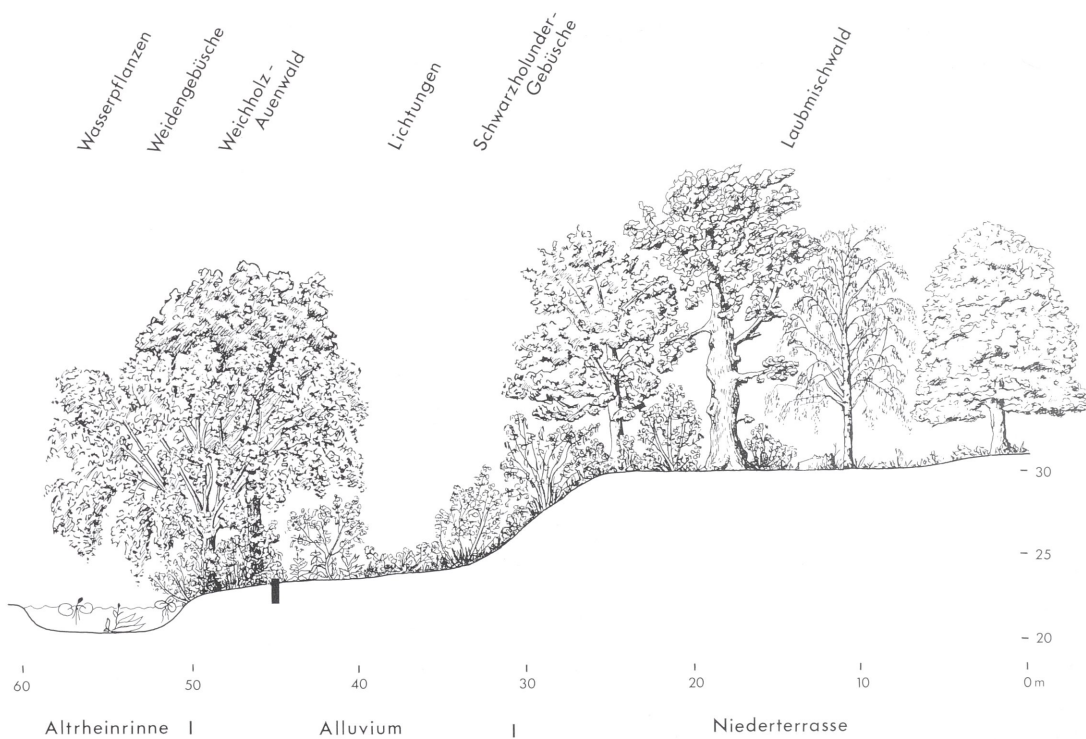 Wasserpflanzen
Weidengebüsche
Weichholz-
Auenwald
Lichtungen
Schwarzholunder-
Gebüsche
Laubmischwald
30
25
20
60
50
40
30
20
10
0 m
Altrheinrinne
Alluvium
Niederterrasse